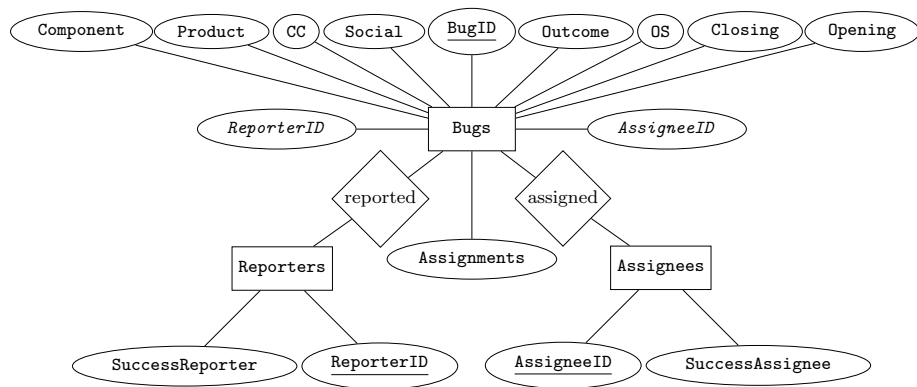 Component
Product
CC
Social
BugID
Outcome
OS
Closing
Opening
ReporterID
Bugs
AssigneeID
reported
assigned
Reporters
Assignments
Assignees
SuccessReporter
ReporterID
AssigneeID
SuccessAssignee